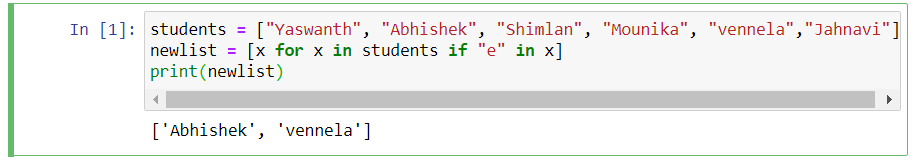 In [1]: students = ["Yaswanth", "Abhishek", "Shimlan", "Mounika", "vennela","Jahnavi"]
newlist = [x for x in students if "e" in x]
print(newlist)
['Abhishek', 'vennela']